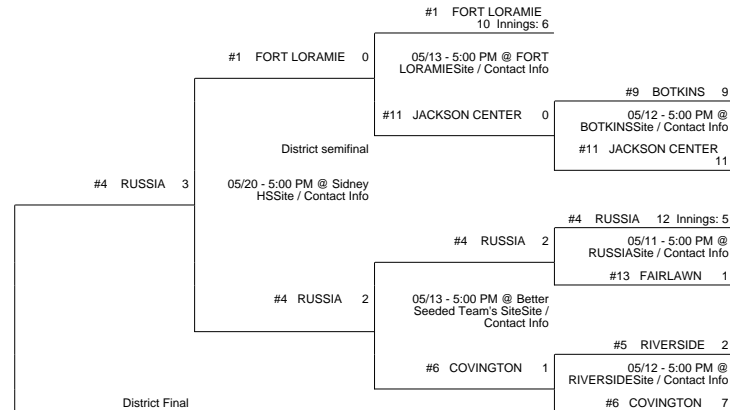 #1 FORT LORAMIE
10 Innings: 6
#1 FORT LORAMIE 0
05/13 - 5:00 PM @ FORT
LORAMIESite / Contact Info
#9 BOTKINS 9
#11 JACKSON CENTER 0
05/12 - 5:00 PM @
BOTKINSSite / Contact Info
District semifinal
#11 JACKSON CENTER
11
#4 RUSSIA 3
05/20 - 5:00 PM @ Sidney
HSSite / Contact Info
#4 RUSSIA 12 Innings: 5
#4 RUSSIA 2
05/11 - 5:00 PM @
RUSSIASite / Contact Info
#13 FAIRLAWN 1
#4 RUSSIA 2
05/13 - 5:00 PM @ Better
Seeded Team's SiteSite /
Contact Info
#5 RIVERSIDE 2
#6 COVINGTON 1
05/12 - 5:00 PM @
RIVERSIDESite / Contact Info
District Final
#6 COVINGTON 7